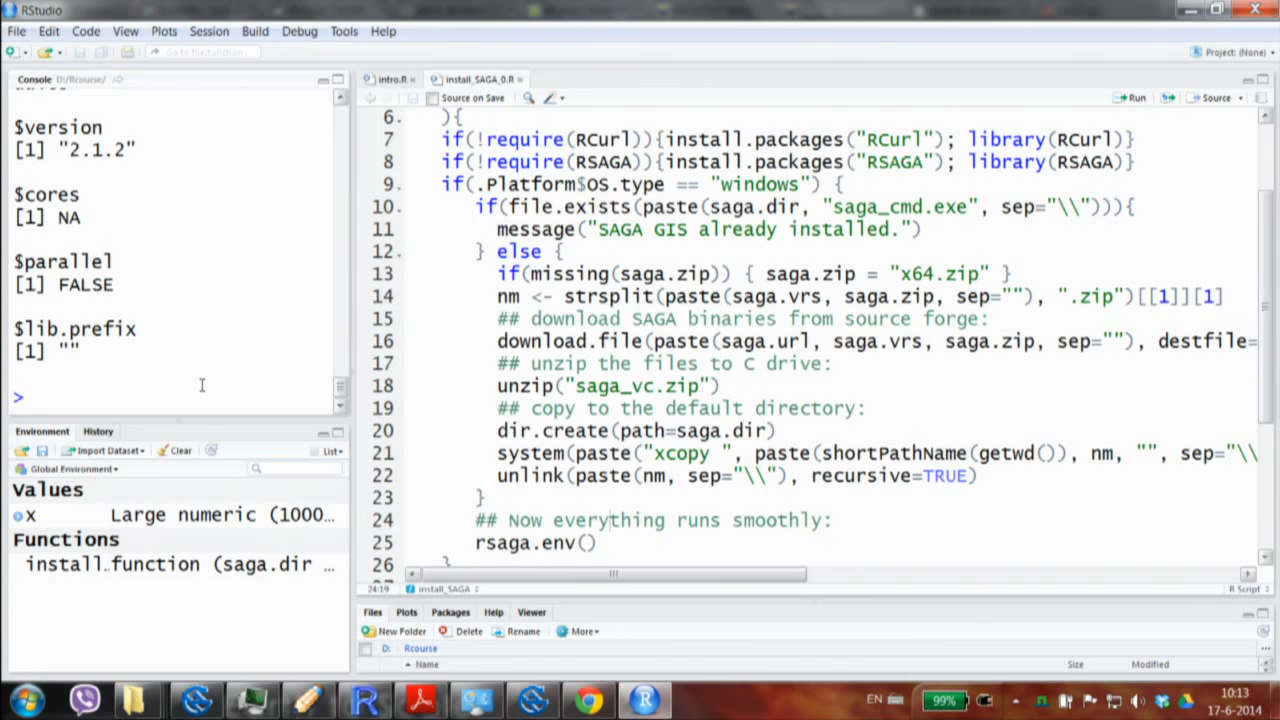 RStudio
File Edit Code View Plots Session Build Debug Tools Help
Go to file/function
Project: (None)
Console D:/Rcourse/
$version
[1] "2.1.2"
$cores
[1] NA
$parallel
[1] FALSE
$lib.prefix
[1] ""
>
Environment History
Import Dataset Clear List
Global Environment
Values
x Large numeric (1000...
Functions
install.. function (saga.dir ...
intro.R install_SAGA_0.R
Source on Save Run Source
6 ){
7 if(!require(RCurl)){install.packages("RCurl"); library(RCurl)}
8 if(!require(RSAGA)){install.packages("RSAGA"); library(RSAGA)}
9 if(.Platform$OS.type == "windows") {
10 if(file.exists(paste(saga.dir, "saga_cmd.exe", sep="\\"))){
11 message("SAGA GIS already installed.")
12 } else {
13 if(missing(saga.zip)) { saga.zip = "x64.zip" }
14 nm <- strsplit(paste(saga.vrs, saga.zip, sep=""), ".zip")[[1]][1]
15 ## download SAGA binaries from source forge:
16 download.file(paste(saga.url, saga.vrs, saga.zip, sep=""), destfile=
17 ## unzip the files to C drive:
18 unzip("saga_vc.zip")
19 ## copy to the default directory:
20 dir.create(path=saga.dir)
21 system(paste("xcopy ", paste(shortPathName(getwd()), nm, "", sep="\\
22 unlink(paste(nm, sep="\\"), recursive=TRUE)
23 }
24 ## Now everything runs smoothly:
25 rsaga.env()
26 }
24:19 install_SAGA R Script
Files Plots Packages Help Viewer
New Folder Delete Rename More
D: Rcourse
Name Size Modified
EN 99% 10:13
17-6-2014